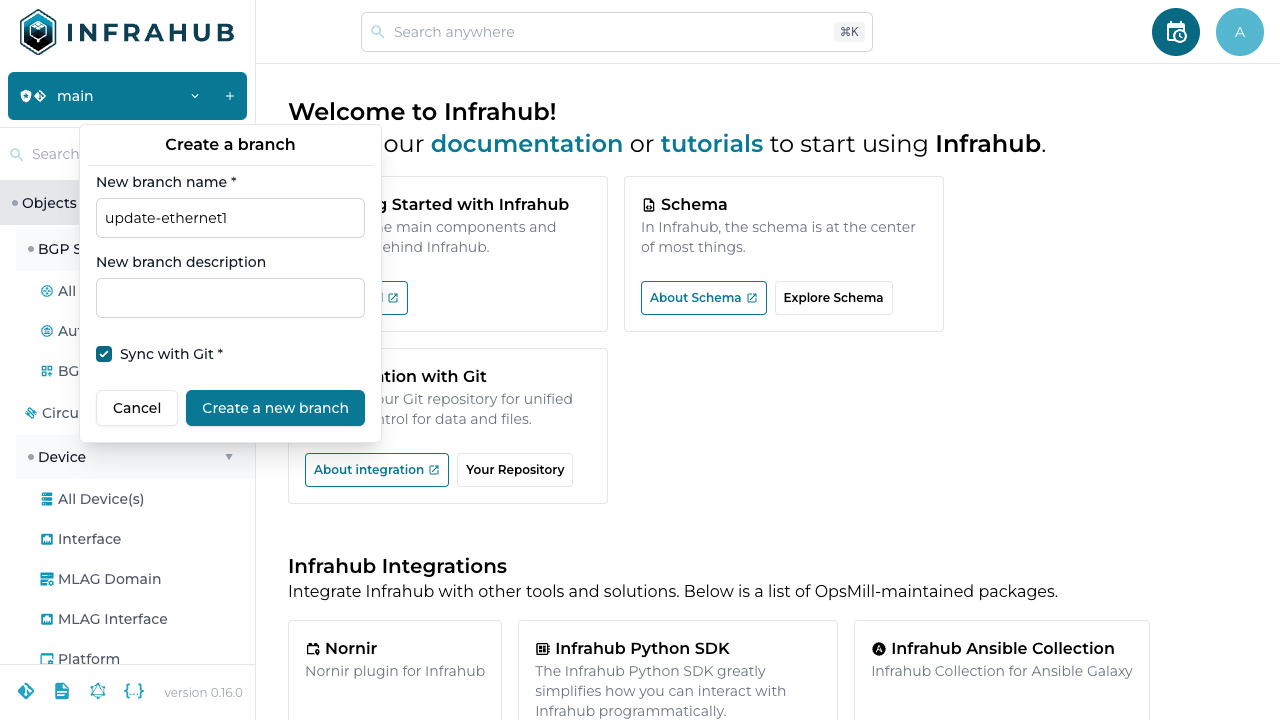 INFRAHUB
Search anywhere
⌘K
A
main
Search
Objects
BGP S
All
Aut
BG
Circu
Device
All Device(s)
Interface
MLAG Domain
MLAG Interface
Platform
version 0.16.0
Create a branch
New branch name *
update-ethernet1
New branch description
Sync with Git *
Cancel
Create a new branch
Welcome to Infrahub!
our documentation or tutorials to start using Infrahub.
g Started with Infrahub
e main components and
ehind Infrahub.
Schema
In Infrahub, the schema is at the center
of most things.
About Schema
Explore Schema
ation with Git
our Git repository for unified
ntrol for data and files.
About integration
Your Repository
Infrahub Integrations
Integrate Infrahub with other tools and solutions. Below is a list of OpsMill-maintained packages.
Nornir
Nornir plugin for Infrahub
Infrahub Python SDK
The Infrahub Python SDK greatly
simplifies how you can interact with
Infrahub programmatically.
Infrahub Ansible Collection
Infrahub Collection for Ansible Galaxy